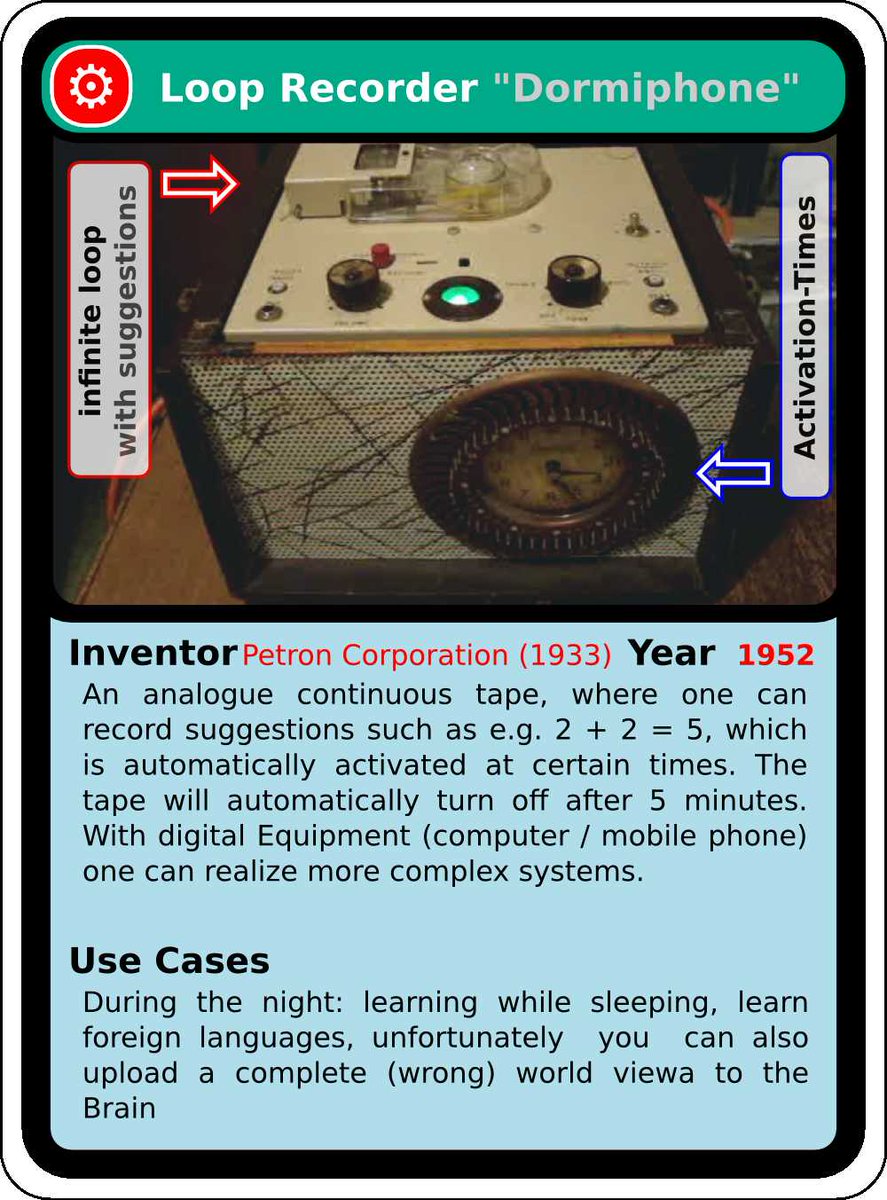 Loop Recorder "Dormiphone"
infinite loop
with suggestions
Activation-Times
Inventor Petron Corporation (1933) Year 1952
An analogue continuous tape, where one can
record suggestions such as e.g. 2 + 2 = 5, which
is automatically activated at certain times. The
tape will automatically turn off after 5 minutes.
With digital Equipment (computer / mobile phone)
one can realize more complex systems.
Use Cases
During the night: learning while sleeping, learn
foreign languages, unfortunately you can also
upload a complete (wrong) world viewa to the
Brain